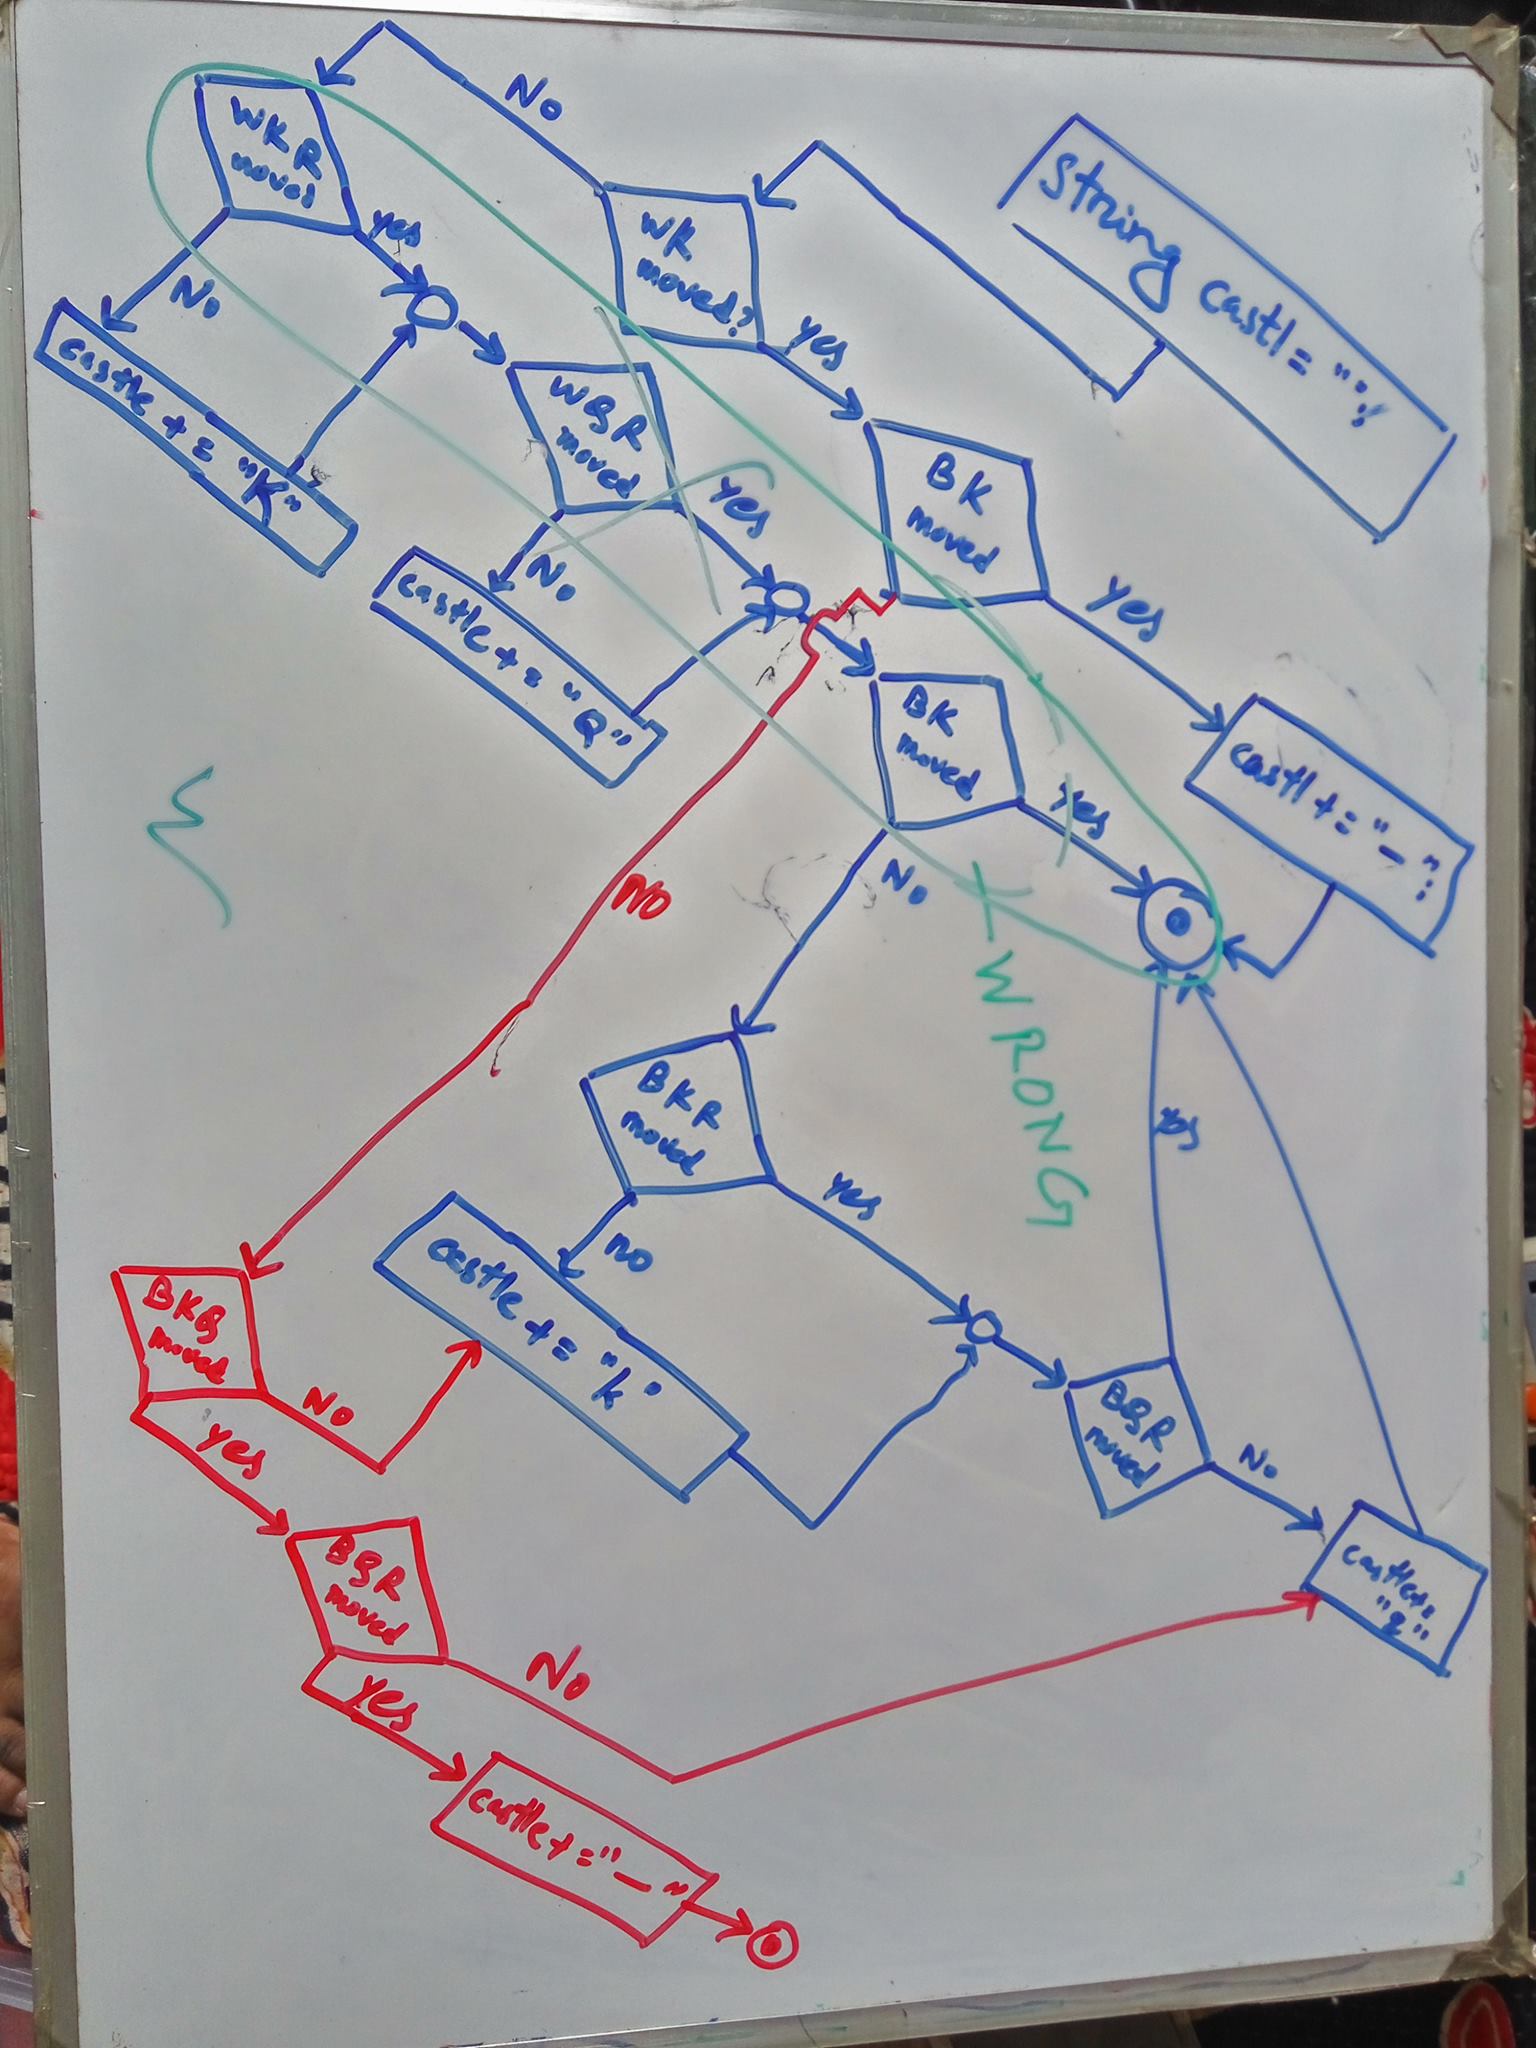 String castl = "";
No
WK
moved?
yes
WKR
moved
yes
No
castle += "K"
WQR
moved
yes
No
castle += "Q"
BK
moved
yes
castl += "-";
BK
moved
yes
No
NO
WRONG
BKR
moved
yes
no
castle += "k"
BQR
moved
yes
No
castle+=
"q"
BKQ
moved
No
yes
BQR
moved
No
yes
castle+="-"